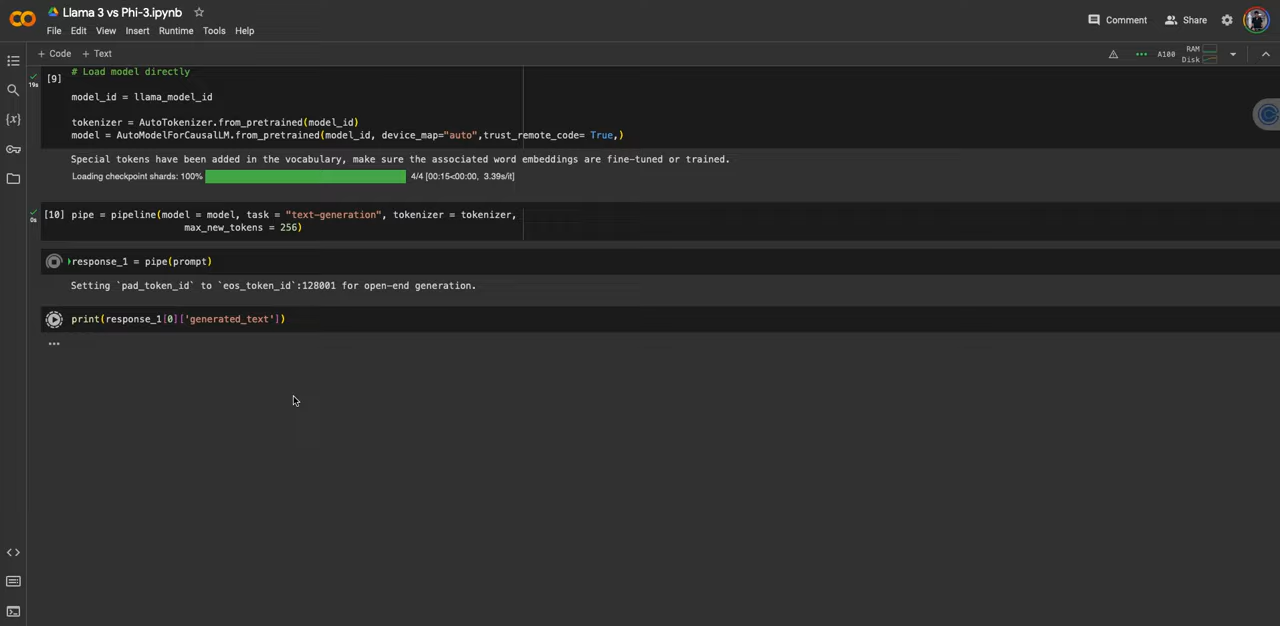 Llama 3 vs Phi-3.ipynb
File Edit View Insert Runtime Tools Help
Comment Share
+ Code + Text
A100 RAM Disk
19s
[9]
# Load model directly
model_id = llama_model_id
tokenizer = AutoTokenizer.from_pretrained(model_id)
model = AutoModelForCausalLM.from_pretrained(model_id, device_map="auto",trust_remote_code= True,)
Special tokens have been added in the vocabulary, make sure the associated word embeddings are fine-tuned or trained.
Loading checkpoint shards: 100% 4/4 [00:15<00:00, 3.39s/it]
0s
[10] pipe = pipeline(model = model, task = "text-generation", tokenizer = tokenizer,
max_new_tokens = 256)
response_1 = pipe(prompt)
Setting `pad_token_id` to `eos_token_id`:128001 for open-end generation.
print(response_1[0]['generated_text'])
...